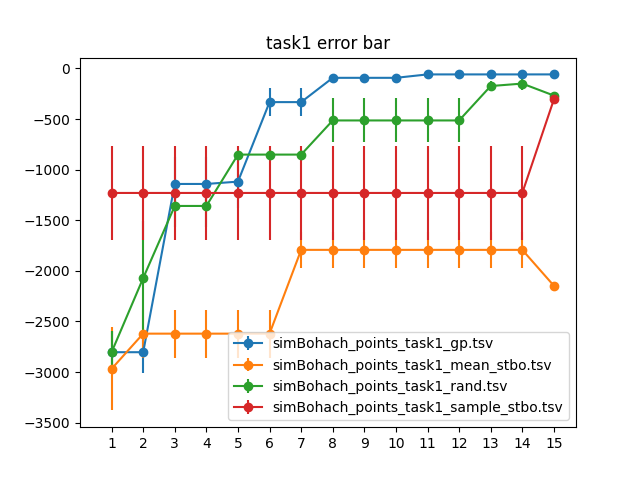 task1 error bar
0
−500
−1000
−1500
−2000
−2500
−3000
−3500
simBohach_points_task1_gp.tsv
simBohach_points_task1_mean_stbo.tsv
simBohach_points_task1_rand.tsv
simBohach_points_task1_sample_stbo.tsv
1 2 3 4 5 6 7 8 9 10 11 12 13 14 15